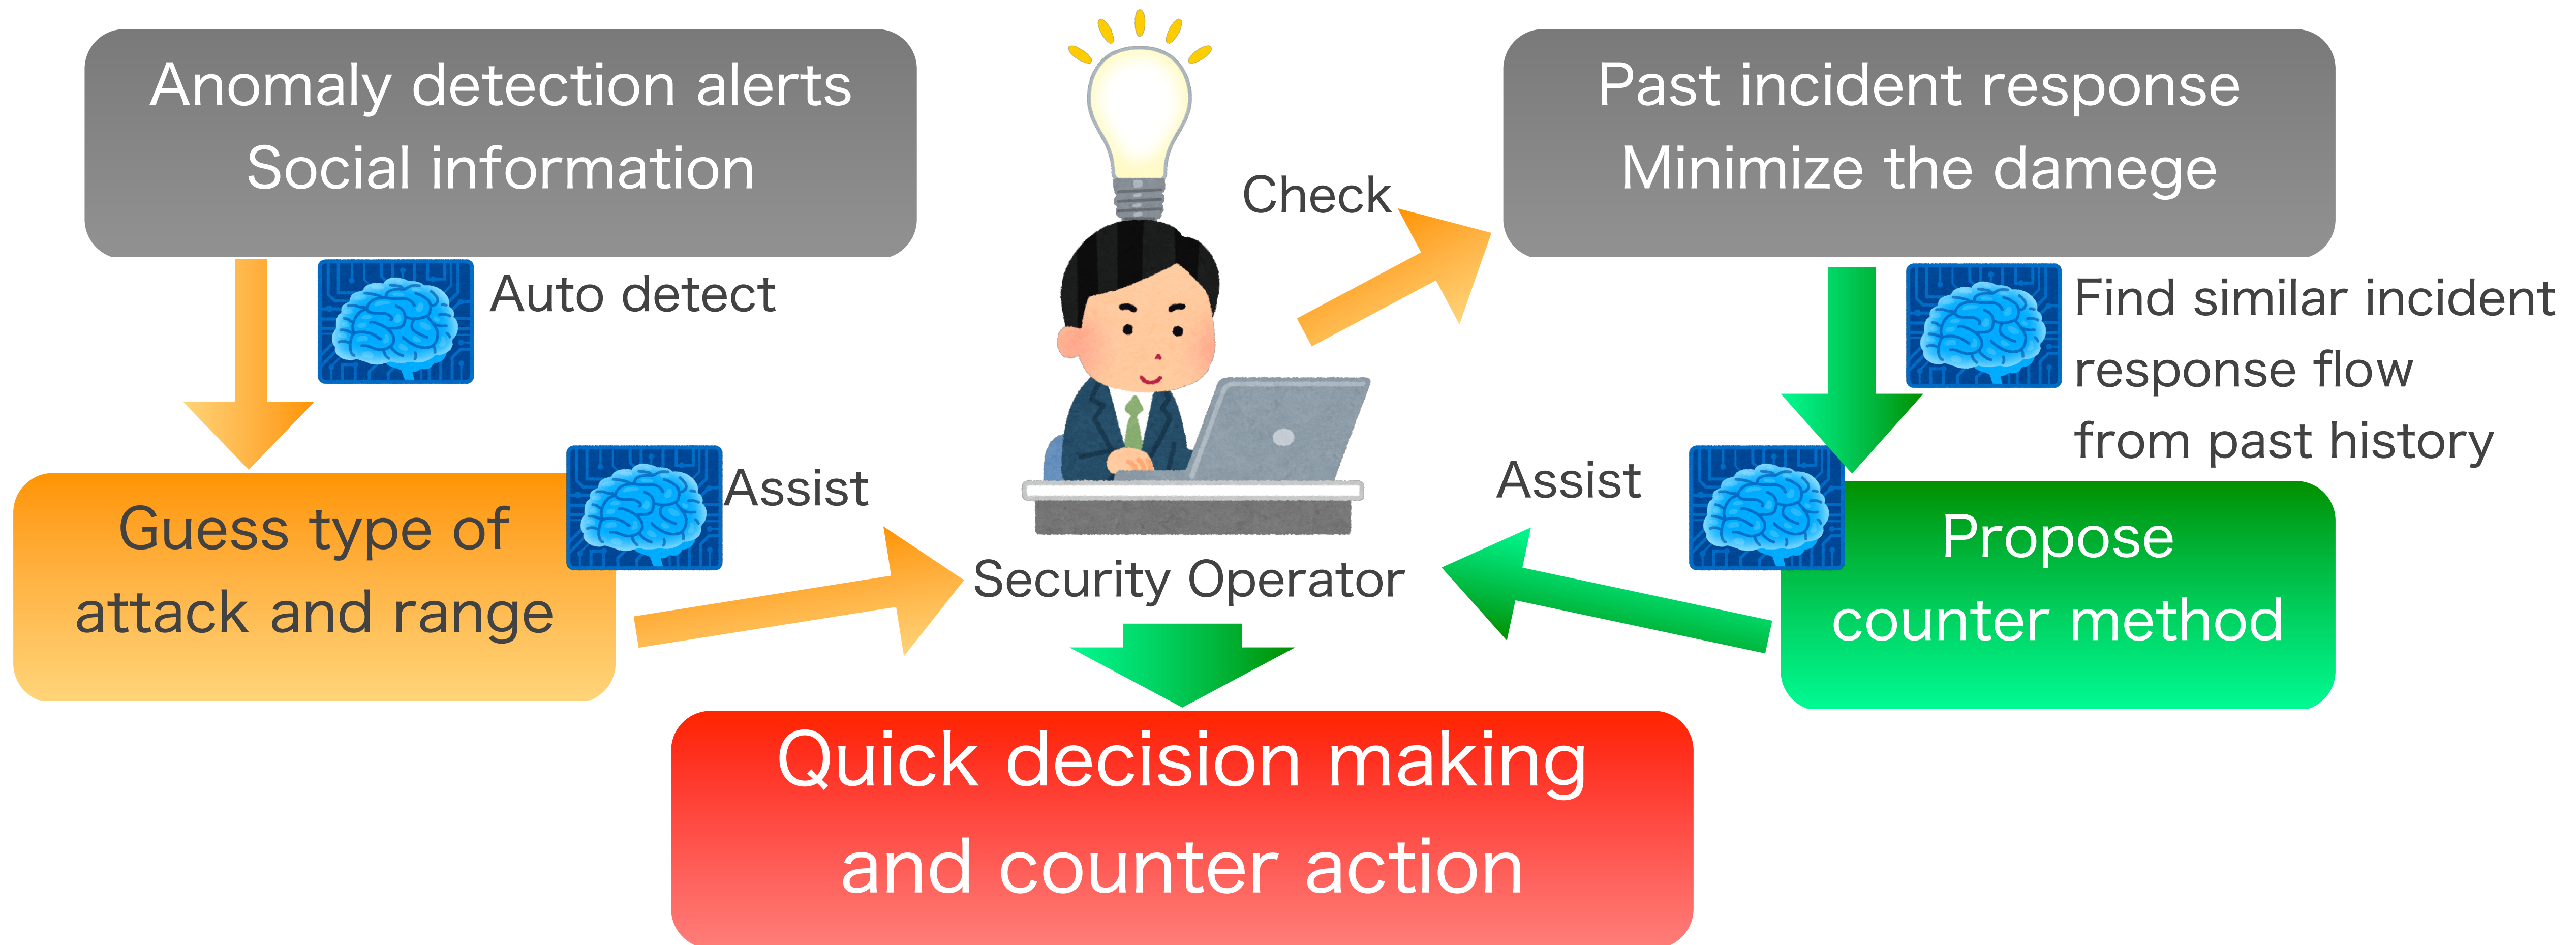 Anomaly detection alerts
Social information
Auto detect
Guess type of
attack and range
Assist
Security Operator
Check
Past incident response
Minimize the damege
Find similar incident
response flow
from past history
Propose
counter method
Assist
Quick decision making
and counter action